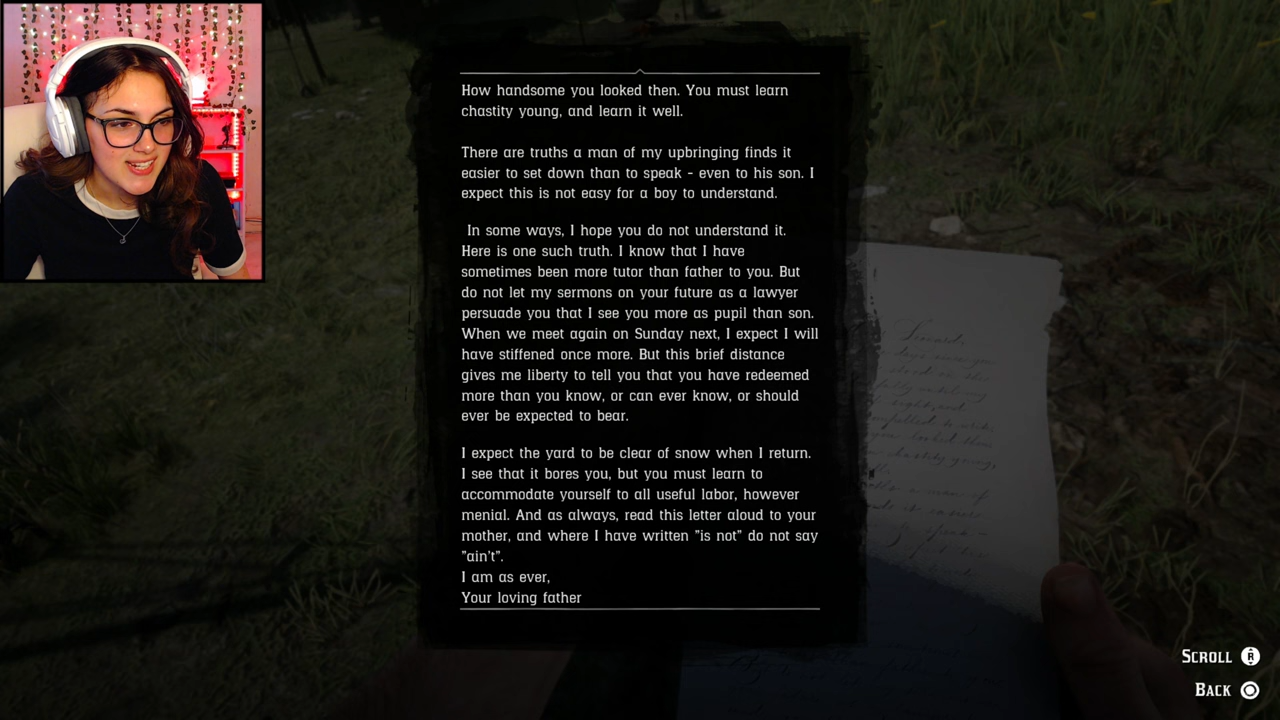 How handsome you looked then. You must learn
chastity young, and learn it well.
There are truths a man of my upbringing finds it
easier to set down than to speak - even to his son. I
expect this is not easy for a boy to understand.
In some ways, I hope you do not understand it.
Here is one such truth. I know that I have
sometimes been more tutor than father to you. But
do not let my sermons on your future as a lawyer
persuade you that I see you more as pupil than son.
When we meet again on Sunday next, I expect I will
have stiffened once more. But this brief distance
gives me liberty to tell you that you have redeemed
more than you know, or can ever know, or should
ever be expected to bear.
I expect the yard to be clear of snow when I return.
I see that it bores you, but you must learn to
accommodate yourself to all useful labor, however
menial. And as always, read this letter aloud to your
mother, and where I have written "is not" do not say
"ain't".
I am as ever,
Your loving father
SCROLL R
BACK